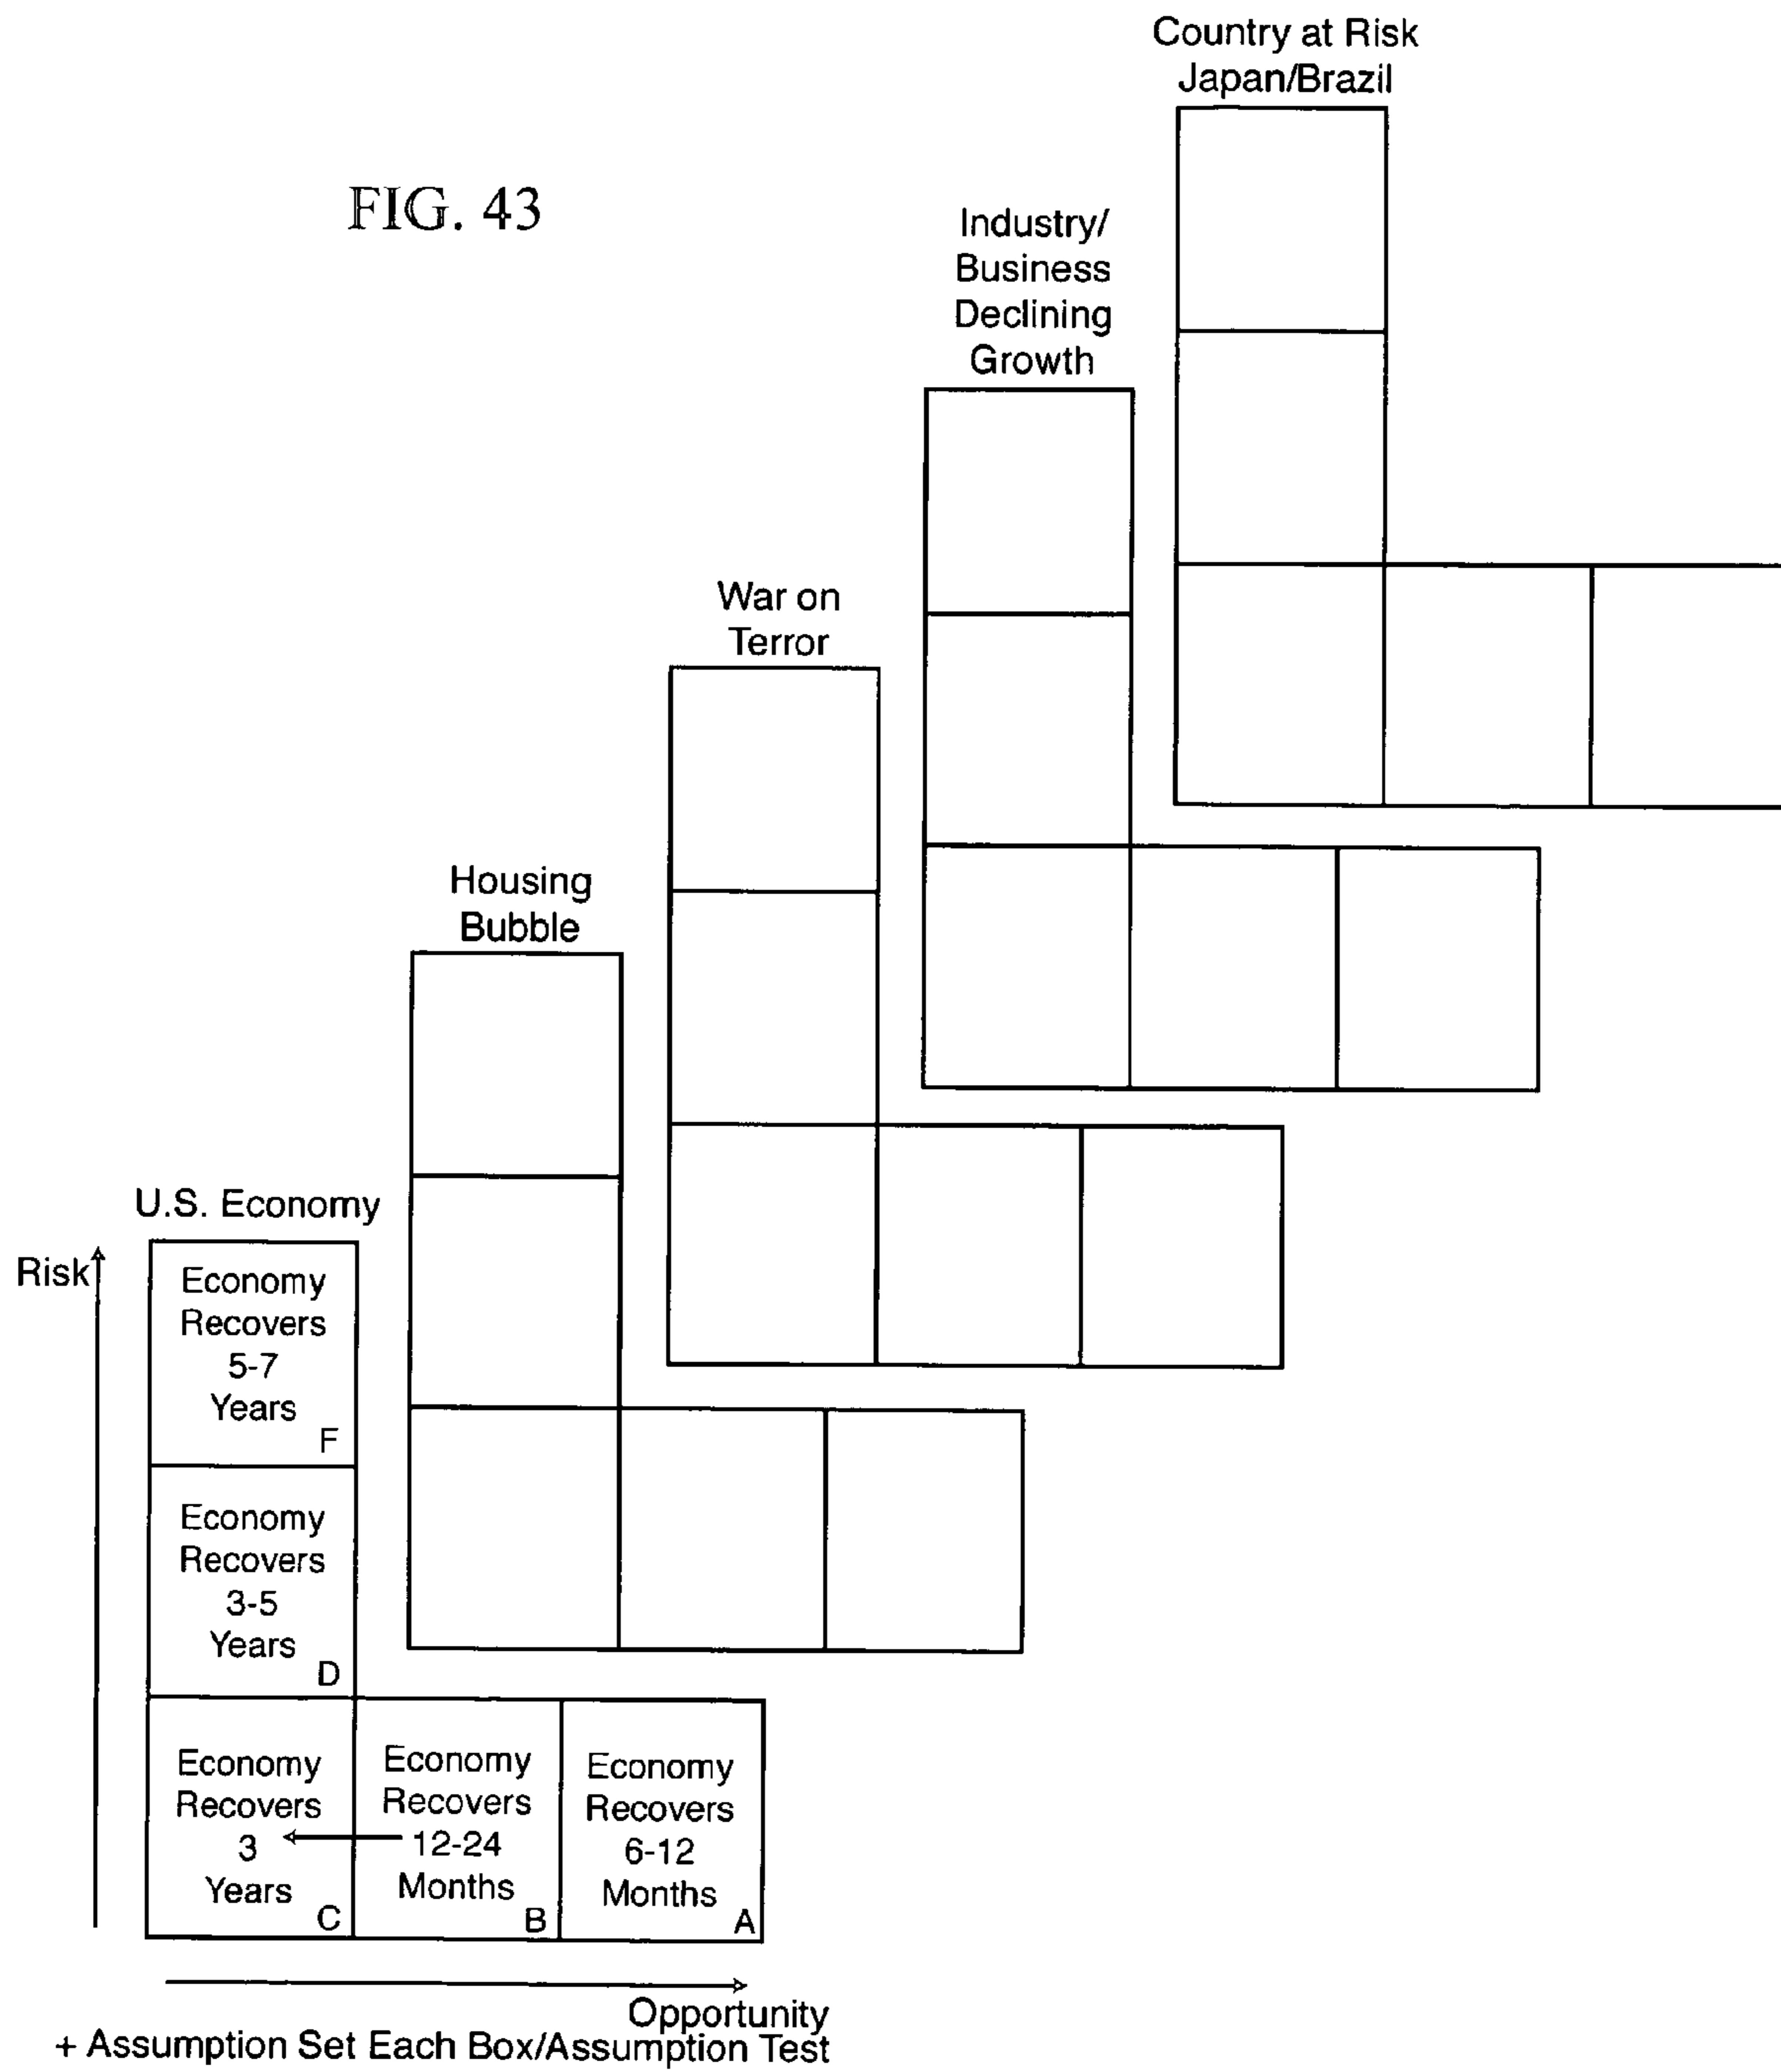 Country at Risk
Japan/Brazil
FIG. 43
Industry/
Business
Declining
Growth
War on
Terror
Housing
Bubble
U.S. Economy
Risk
Economy
Recovers
5-7
Years
F
Economy
Recovers
3-5
Years
D
Economy
Recovers
3
Years
C
Economy
Recovers
12-24
Months
B
Economy
Recovers
6-12
Months
A
Opportunity
+ Assumption Set Each Box/Assumption Test